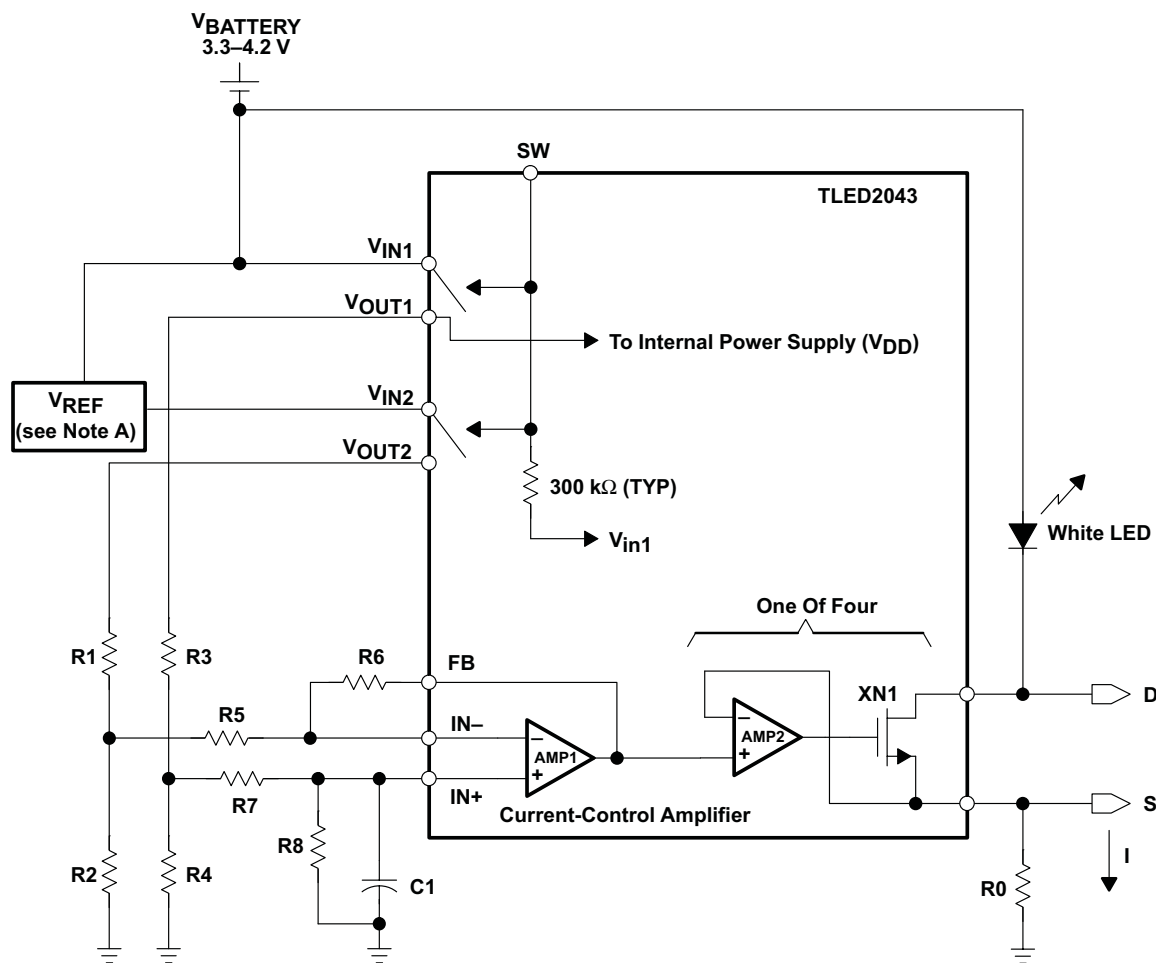 VBATTERY
3.3–4.2 V
SW
TLED2043
VIN1
VOUT1
To Internal Power Supply (VDD)
VREF
(see Note A)
VIN2
VOUT2
300 kΩ (TYP)
Vin1
White LED
One Of Four
R1
R3
R6
FB
XN1
D
R5
IN–
AMP1
–
+
AMP2
–
+
R7
IN+
S
Current-Control Amplifier
R8
R2
R4
C1
R0
I